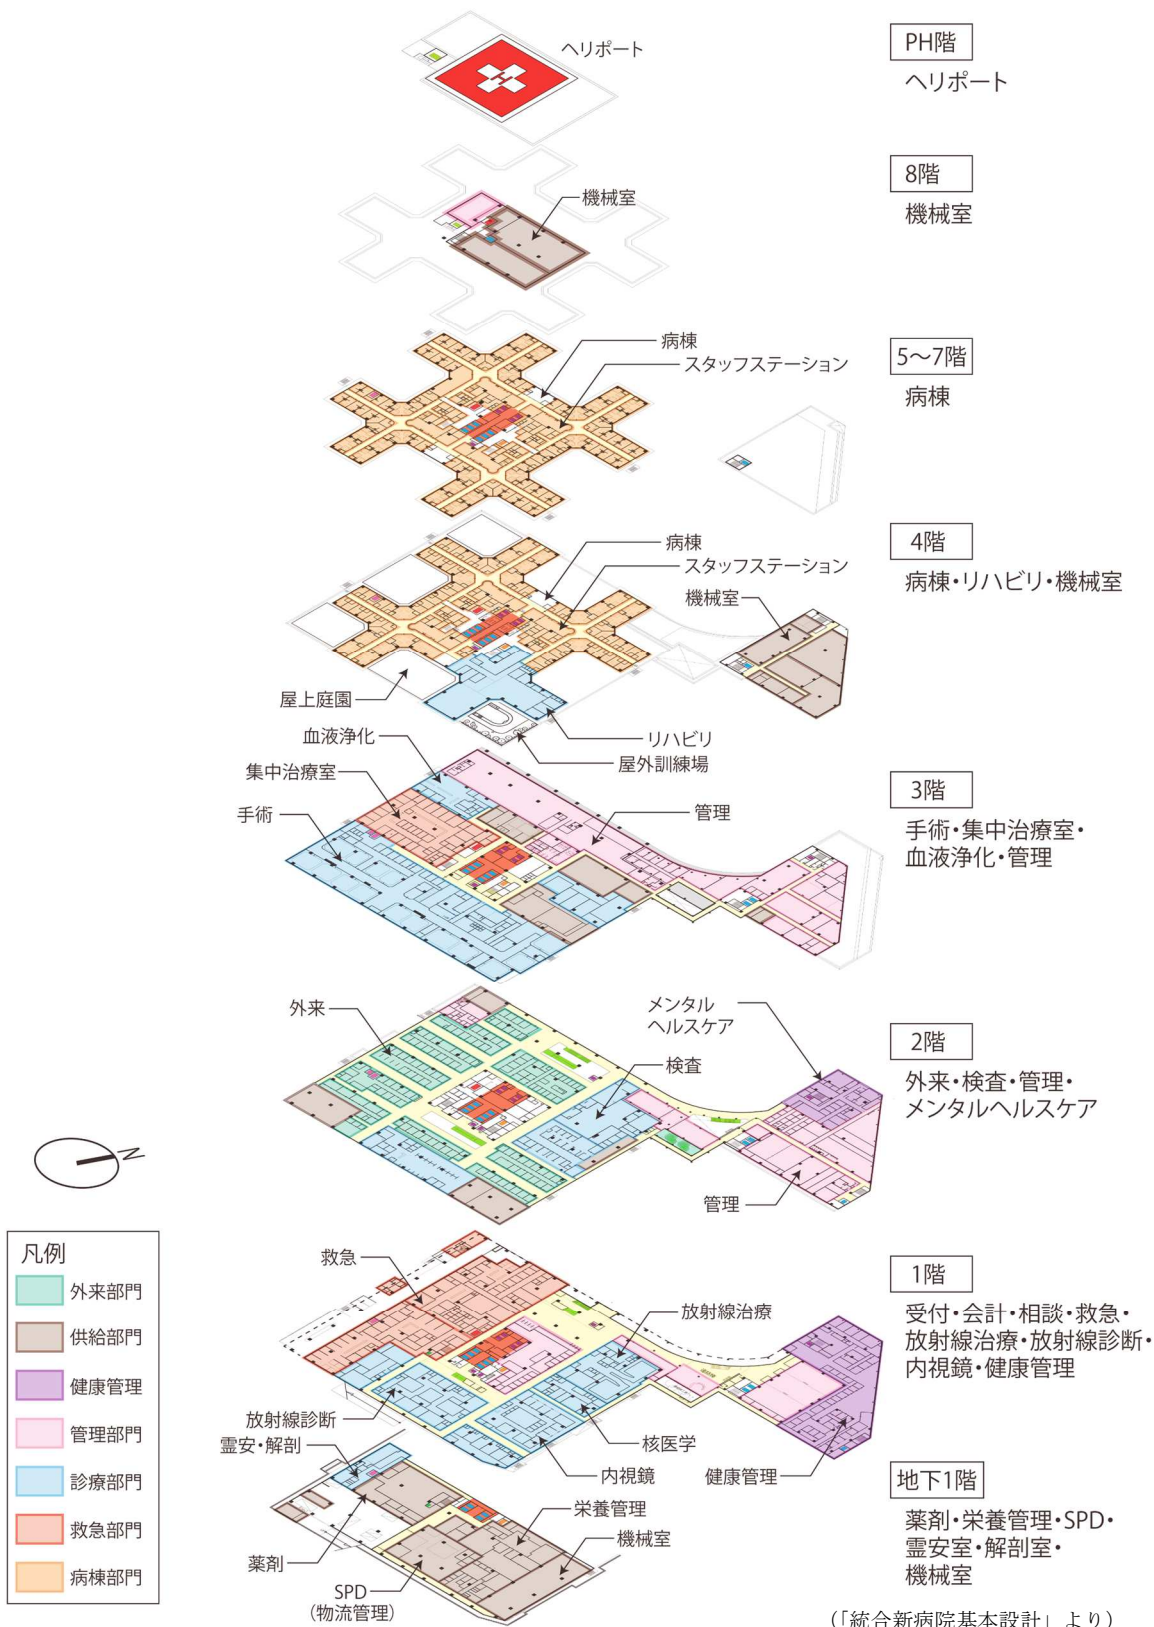 ヘリポート
PH階
ヘリポート
機械室
8階
機械室
病棟
スタッフステーション
5〜7階
病棟
病棟
スタッフステーション
機械室
屋上庭園
リハビリ
屋外訓練場
4階
病棟・リハビリ・機械室
血液浄化
集中治療室
手術
管理
3階
手術・集中治療室・
血液浄化・管理
外来
メンタル
ヘルスケア
検査
管理
2階
外来・検査・管理・
メンタルヘルスケア
N
凡例
外来部門
供給部門
健康管理
管理部門
診療部門
救急部門
病棟部門
救急
放射線治療
放射線診断
核医学
内視鏡
健康管理
1階
受付・会計・相談・救急・
放射線治療・放射線診断・
内視鏡・健康管理
霊安・解剖
栄養管理
機械室
薬剤
SPD
(物流管理)
地下1階
薬剤・栄養管理・SPD・
霊安室・解剖室・
機械室
(「統合新病院基本設計」より)